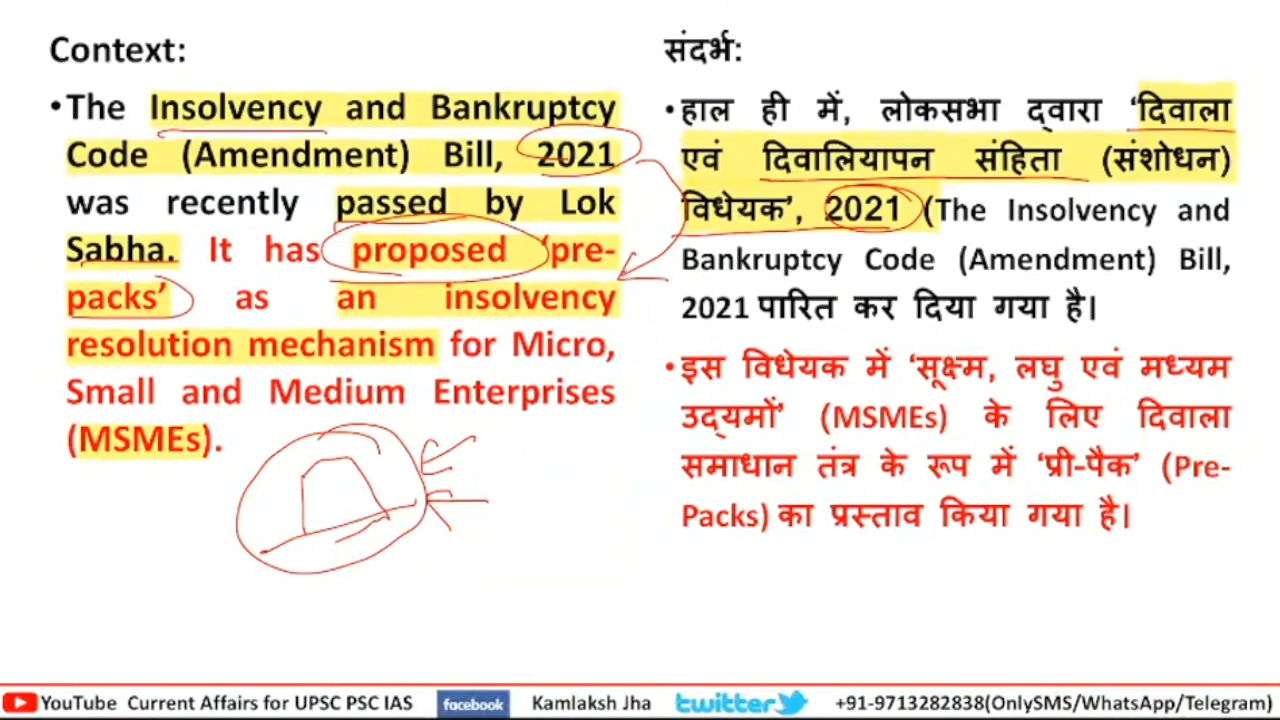 Context:
•The Insolvency and Bankruptcy
Code (Amendment) Bill, 2021
was recently passed by Lok
Sabha. It has proposed ‘pre-
packs’ as an insolvency
resolution mechanism for Micro,
Small and Medium Enterprises
(MSMEs).
संदर्भ:
•हाल ही में, लोकसभा द्वारा ‘दिवाला
एवं दिवालियापन संहिता (संशोधन)
विधेयक’, 2021 (The Insolvency and
Bankruptcy Code (Amendment) Bill,
2021 पारित कर दिया गया है।
•इस विधेयक में ‘सूक्ष्म, लघु एवं मध्यम
उद्यमों’ (MSMEs) के लिए दिवाला
समाधान तंत्र के रूप में ‘प्री-पैक’ (Pre-
Packs) का प्रस्ताव किया गया है।
YouTube Current Affairs for UPSC PSC IAS facebook Kamlaksh Jha twitter +91-9713282838(OnlySMS/WhatsApp/Telegram)